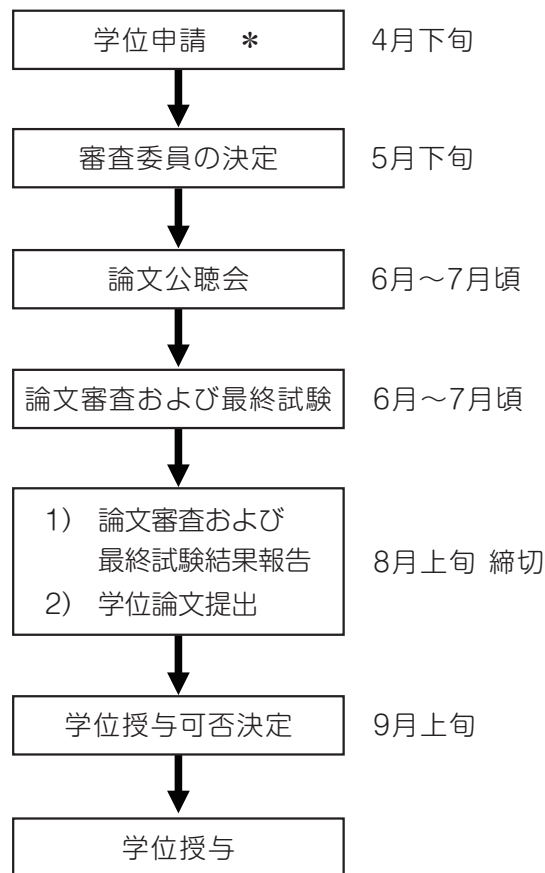 学位申請　＊ 4月下旬
審査委員の決定 5月下旬
論文公聴会 6月～7月頃
論文審査および最終試験 6月～7月頃
1） 論文審査および
最終試験結果報告 8月上旬 締切
2） 学位論文提出
学位授与可否決定 9月上旬
学位授与